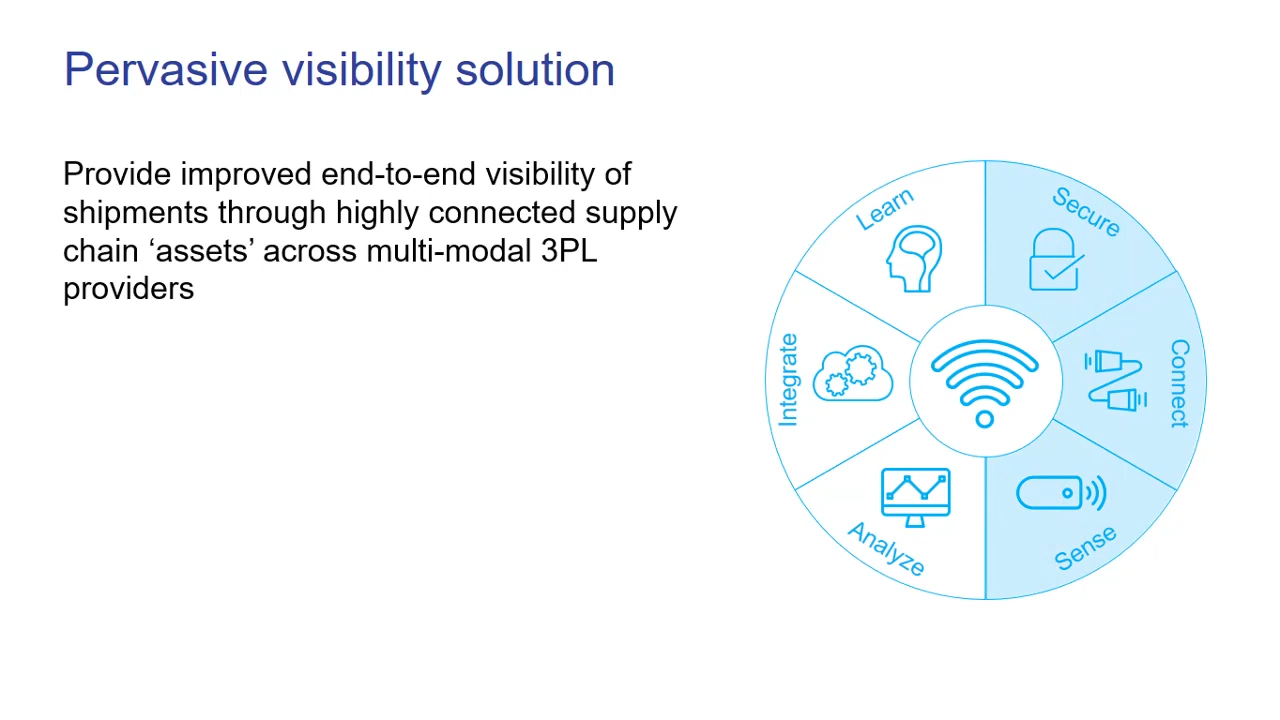 Pervasive visibility solution
Provide improved end-to-end visibility of
shipments through highly connected supply
chain ‘assets’ across multi-modal 3PL
providers
Learn
Secure
Integrate
Connect
Analyze
Sense